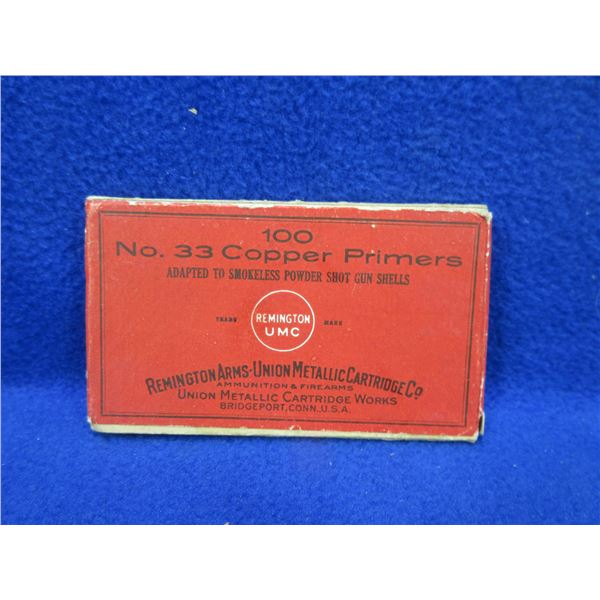 100
No. 33 Copper Primers
ADAPTED TO SMOKELESS POWDER SHOT GUN SHELLS
TRADE REMINGTON UMC MARK
REMINGTON ARMS-UNION METALLIC CARTRIDGE CO
AMMUNITION & FIREARMS
UNION METALLIC CARTRIDGE WORKS
BRIDGEPORT, CONN. U.S.A.